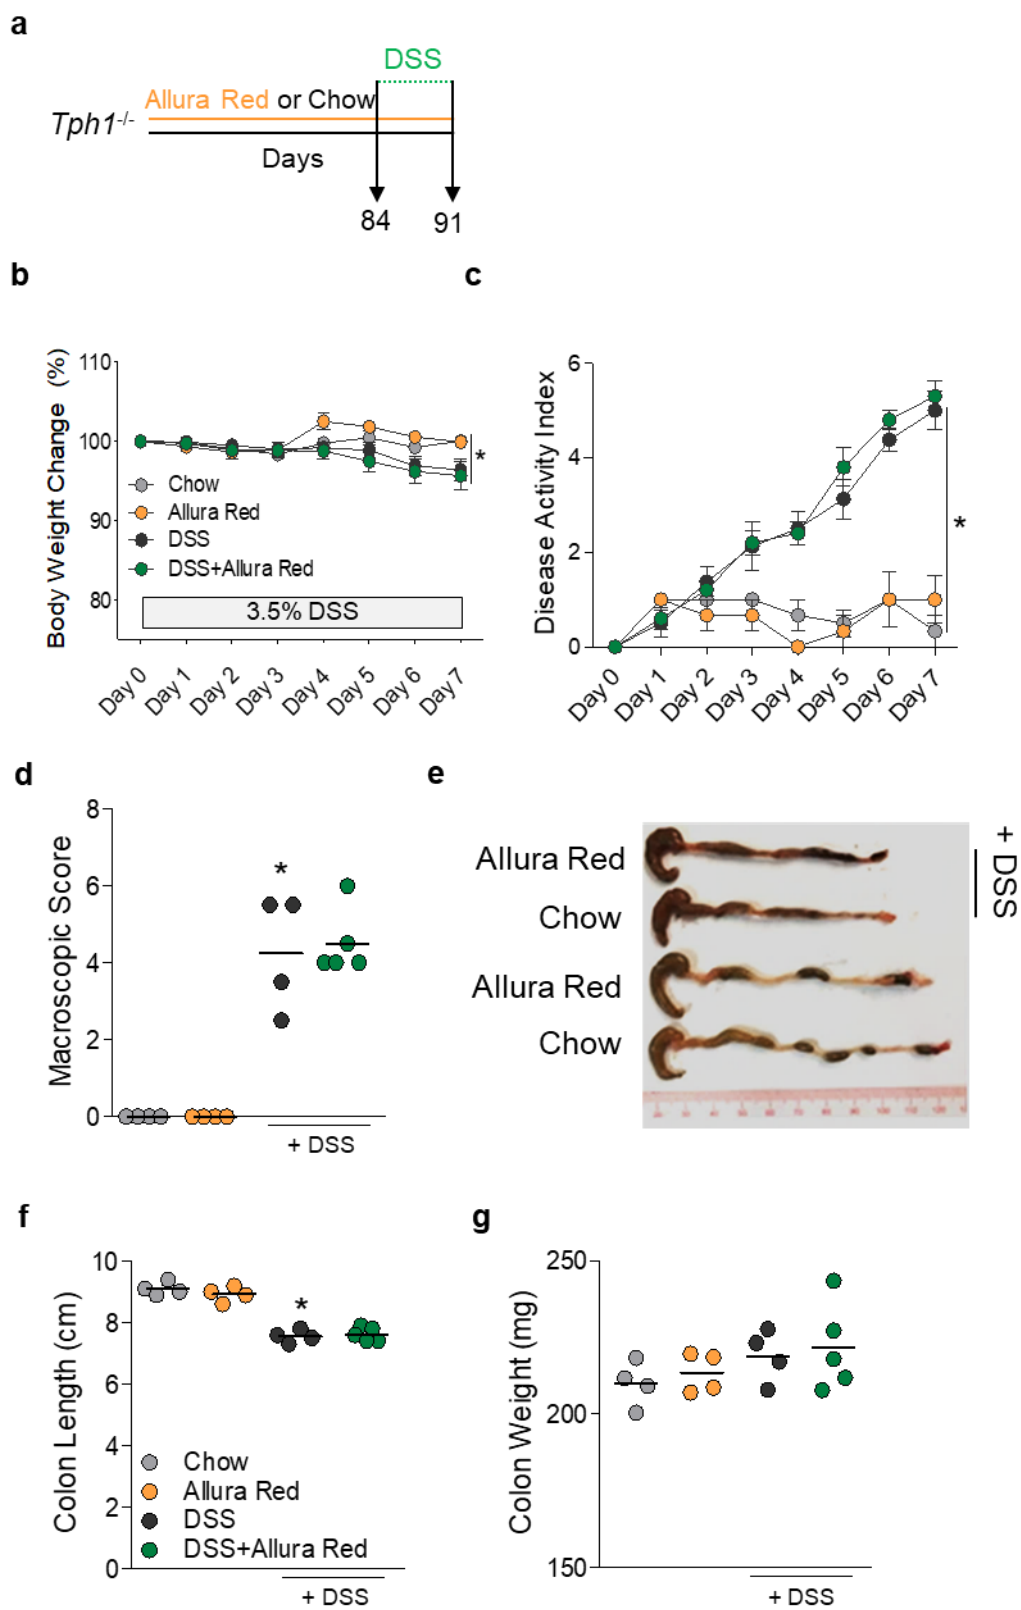 a
DSS
Allura Red or Chow
Tph1-/-
Days
84
91
b
c
Body Weight Change (%)
110
100
90
80
*
Chow
Allura Red
DSS
DSS+Allura Red
3.5% DSS
Day 0
Day 1
Day 2
Day 3
Day 4
Day 5
Day 6
Day 7
Disease Activity Index
6
4
2
0
*
Day 0
Day 1
Day 2
Day 3
Day 4
Day 5
Day 6
Day 7
d
e
Macroscopic Score
8
6
4
2
0
*
+ DSS
Allura Red
Chow
Allura Red
Chow
+ DSS
f
g
Colon Length (cm)
10
8
6
4
2
0
*
Chow
Allura Red
DSS
DSS+Allura Red
+ DSS
Colon Weight (mg)
250
200
150
+ DSS